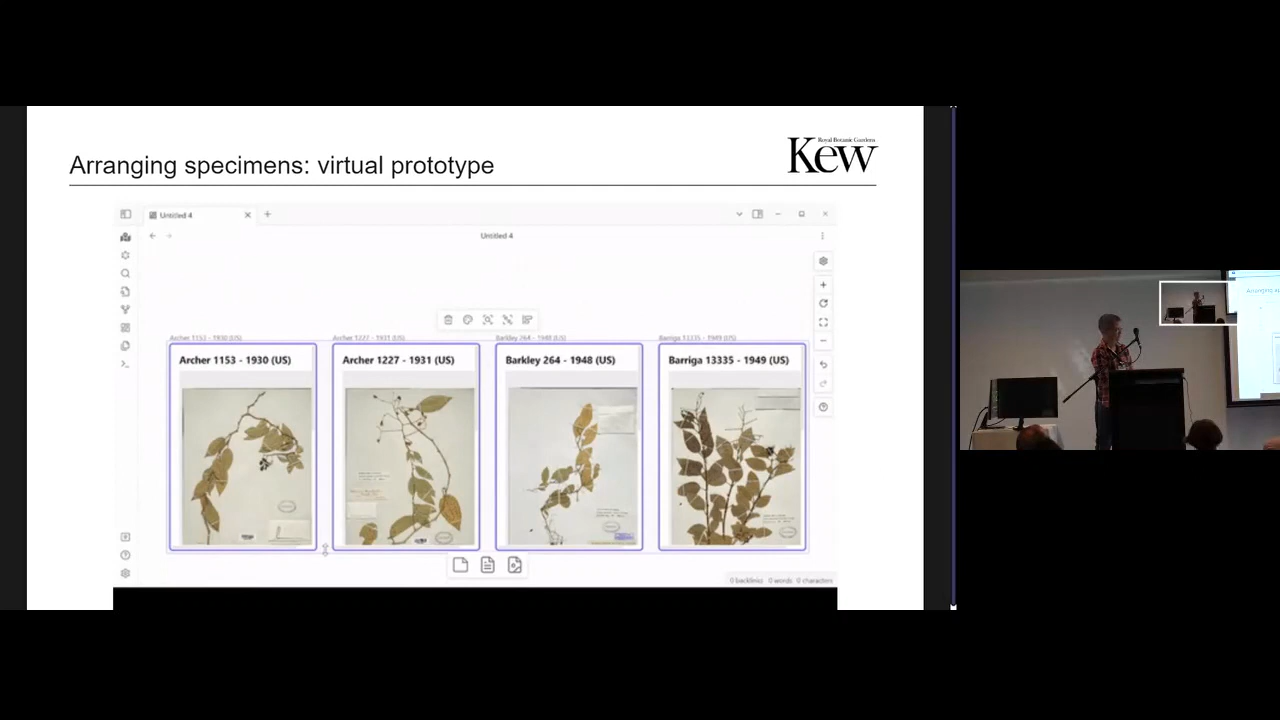 Arranging specimens: virtual prototype
Royal Botanic Gardens
Kew
Untitled 4
Untitled 4
Archer 1153 - 1930 (US)
Archer 1227 - 1931 (US)
Barkley 264 - 1948 (US)
Barriga 13335 - 1949 (US)
Archer 1153 - 1930 (US)
Archer 1227 - 1931 (US)
Barkley 264 - 1948 (US)
Barriga 13335 - 1949 (US)
0 backlinks 0 words 0 characters